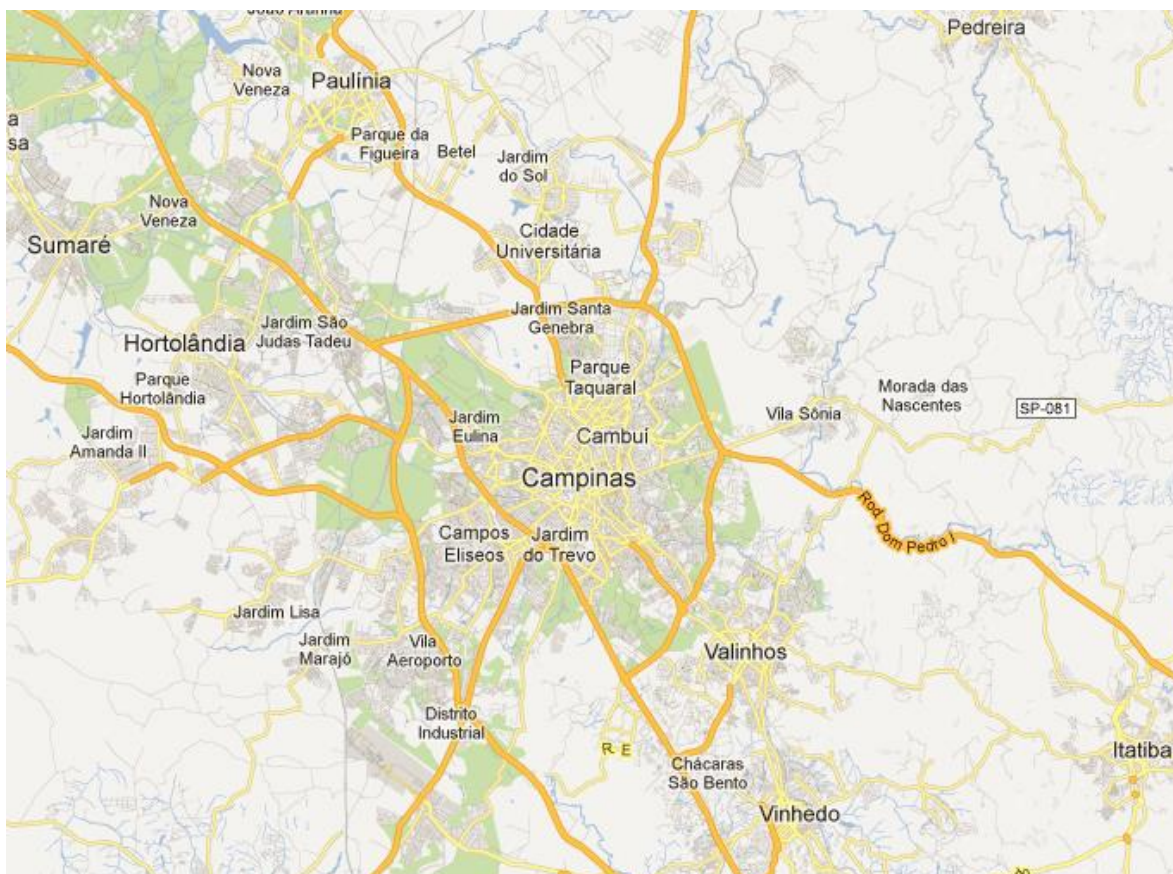 Pedreira
Nova
Veneza
Paulínia
Parque da
Figueira
Betel
Jardim
do Sol
Nova
Veneza
Sumaré
Cidade
Universitária
Jardim São
Judas Tadeu
Jardim Santa
Genebra
Hortolândia
Parque
Hortolândia
Parque
Taquaral
Morada das
Nascentes
Vila Sônia
SP-081
Jardim
Amanda II
Jardim
Eulina
Cambuí
Campinas
Rod. Dom Pedro I
Campos
Eliseos
Jardim
do Trevo
Jardim Lisa
Jardim
Marajó
Vila
Aeroporto
Valinhos
Distrito
Industrial
R E
Chácaras
São Bento
Itatiba
Vinhedo